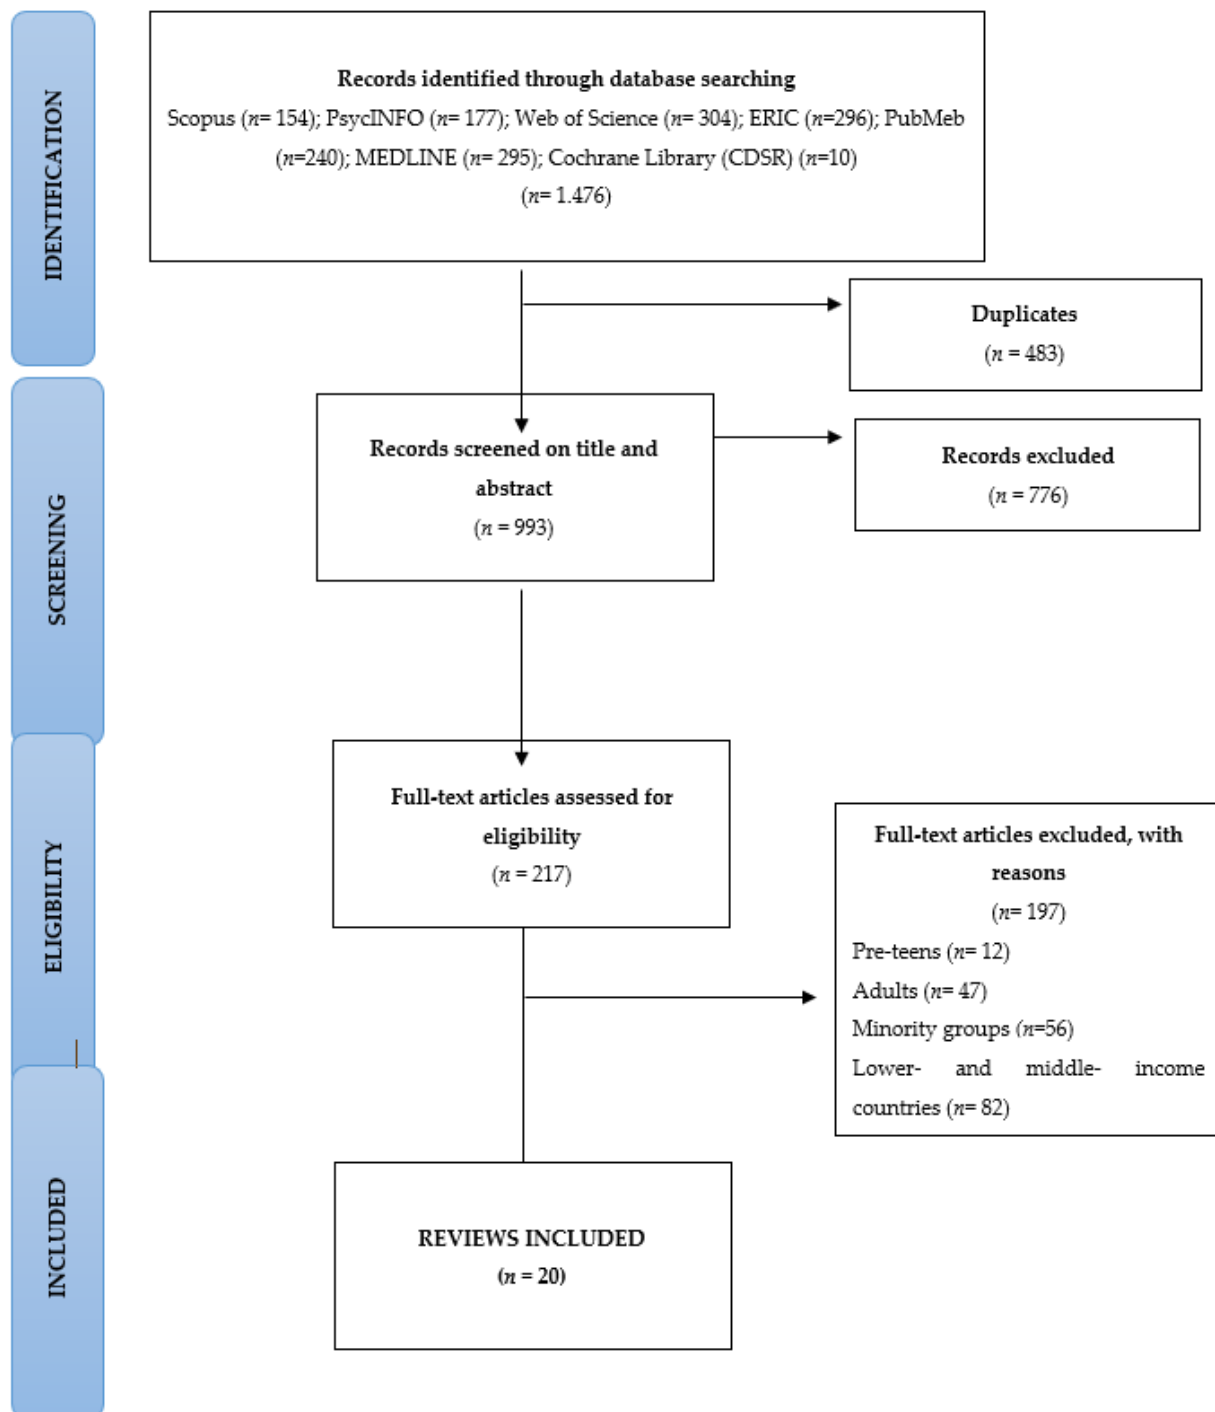 IDENTIFICATION
Records identified through database searching
Scopus (n= 154); PsycINFO (n= 177); Web of Science (n= 304); ERIC (n=296); PubMeb
(n=240); MEDLINE (n= 295); Cochrane Library (CDSR) (n=10)
(n= 1.476)
Duplicates
(n = 483)
SCREENING
Records screened on title and
abstract
(n = 993)
Records excluded
(n = 776)
ELIGIBILITY
Full-text articles assessed for
eligibility
(n = 217)
Full-text articles excluded, with
reasons
(n= 197)
Pre-teens (n= 12)
Adults (n= 47)
Minority groups (n=56)
Lower- and middle- income
countries (n= 82)
INCLUDED
REVIEWS INCLUDED
(n = 20)